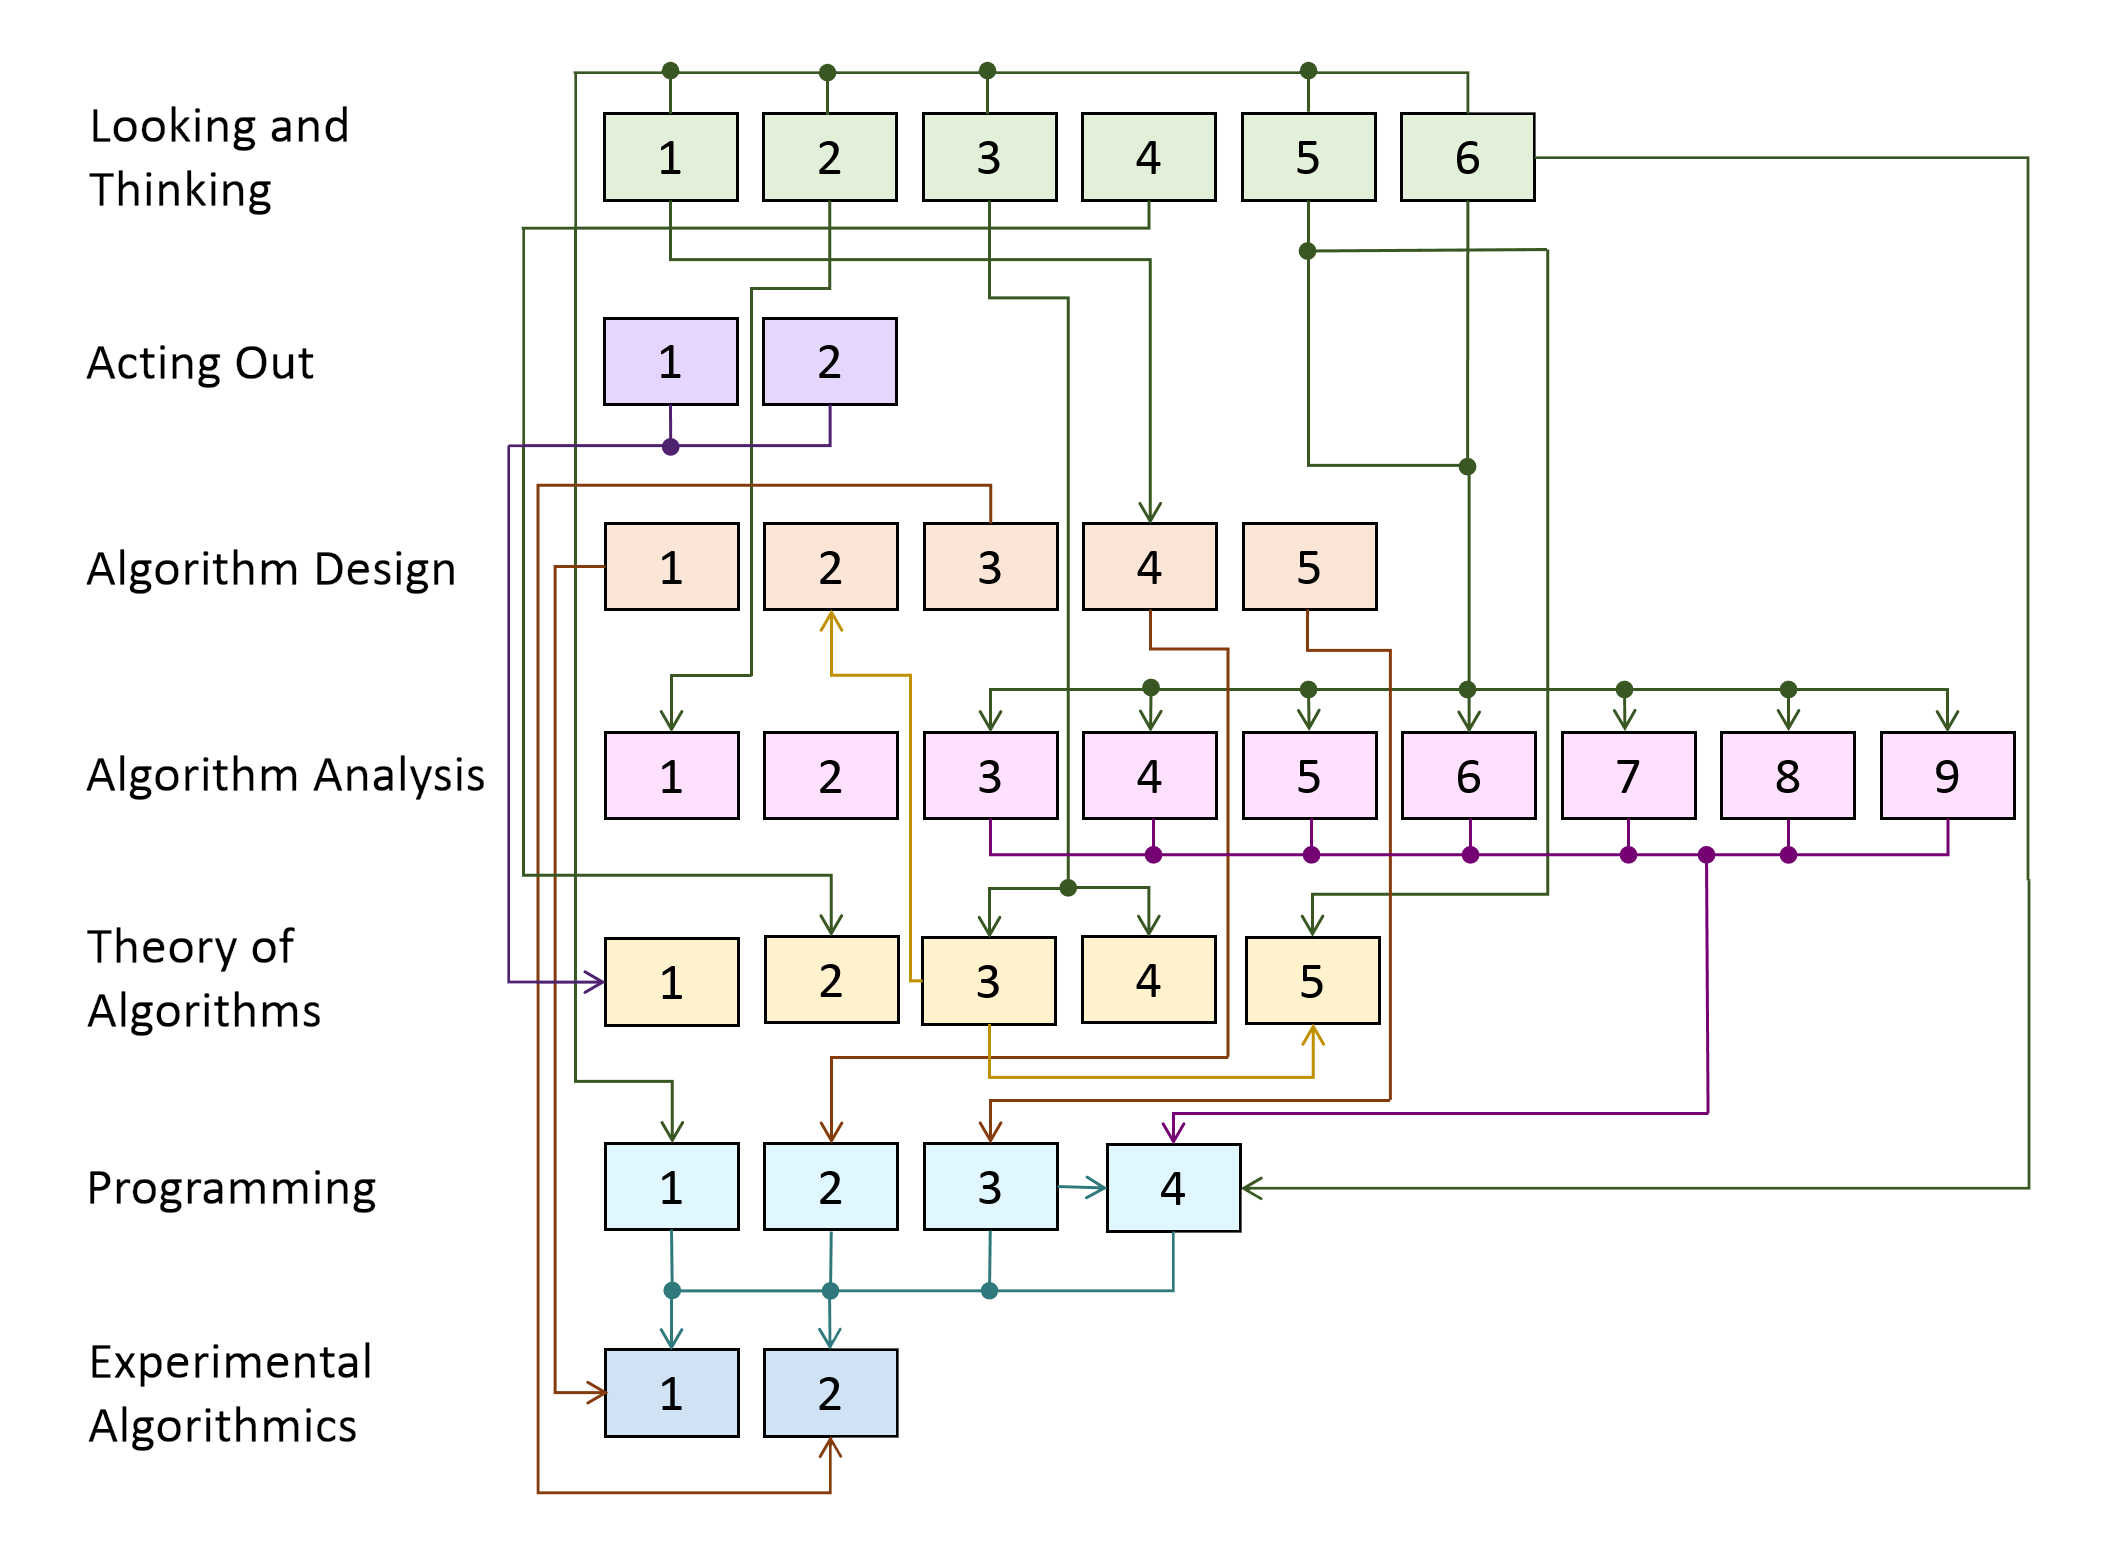 Looking and
Thinking
1 2 3 4 5 6
Acting Out
1 2
Algorithm Design
1 2 3 4 5
Algorithm Analysis
1 2 3 4 5 6 7 8 9
Theory of
Algorithms
1 2 3 4 5
Programming
1 2 3 4
Experimental
Algorithmics
1 2